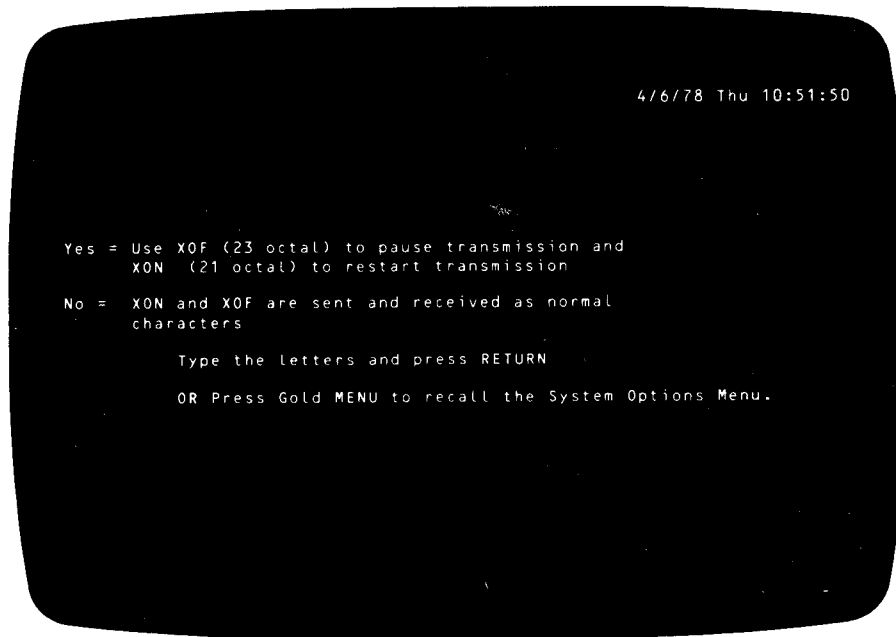 4/6/78 Thu 10:51:50
Yes = Use XOF (23 octal) to pause transmission and
XON (21 octal) to restart transmission
No = XON and XOF are sent and received as normal
characters
Type the letters and press RETURN
OR Press Gold MENU to recall the System Options Menu.